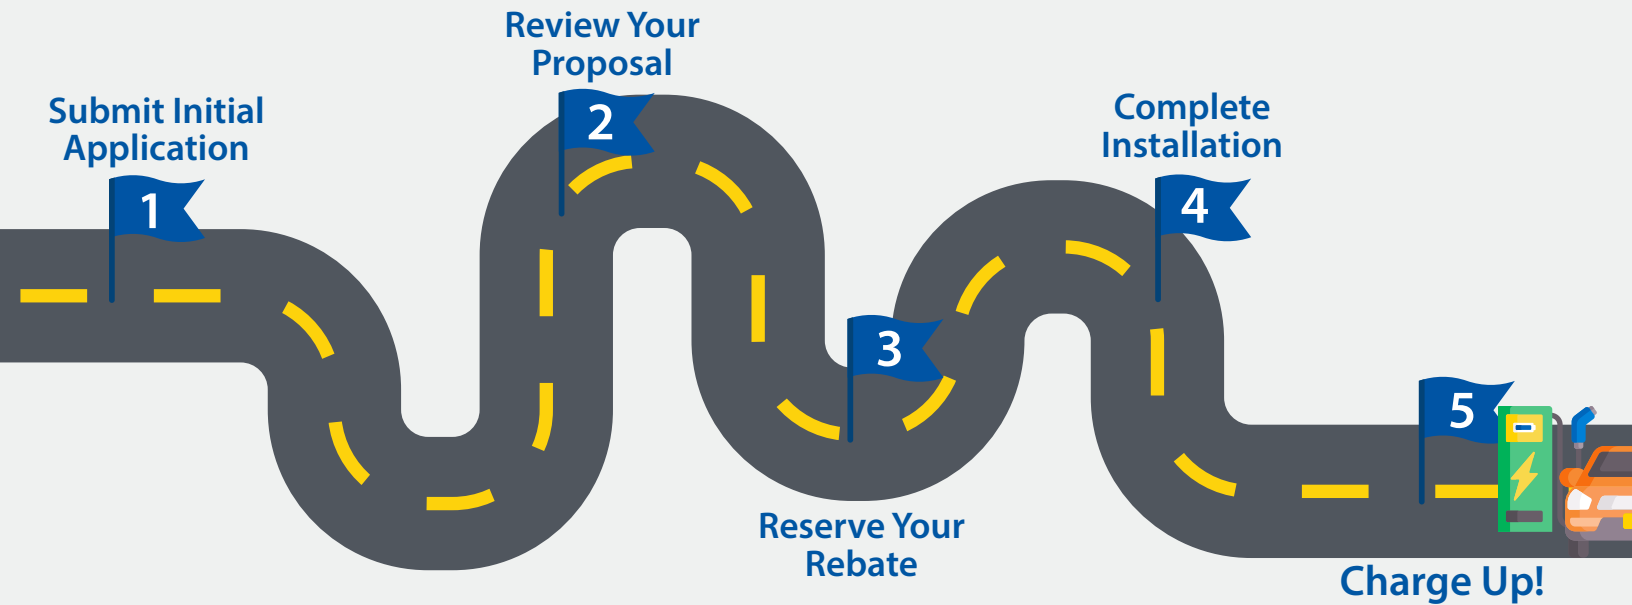 Submit Initial
Application
1
Review Your
Proposal
2
3
Reserve Your
Rebate
Complete
Installation
4
5
Charge Up!